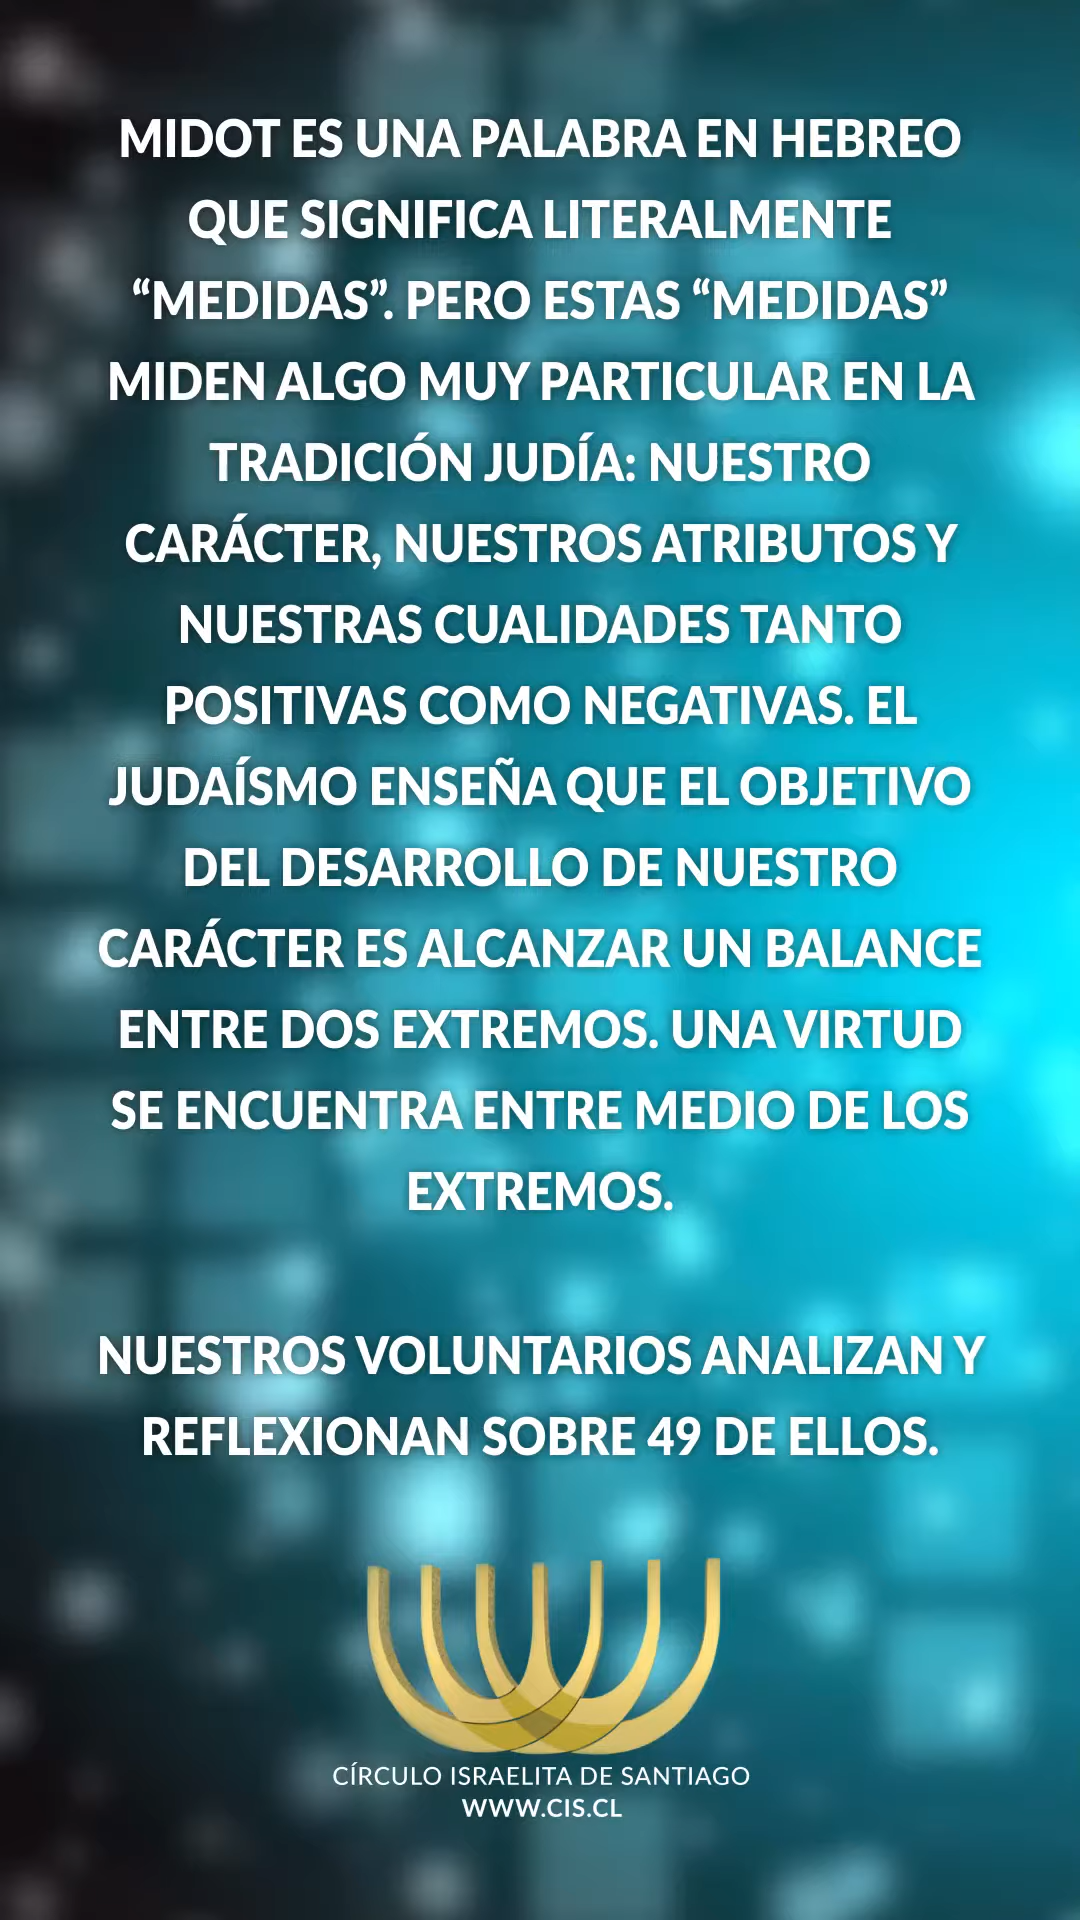 MIDOT ES UNA PALABRA EN HEBREO
QUE SIGNIFICA LITERALMENTE
“MEDIDAS”. PERO ESTAS “MEDIDAS”
MIDEN ALGO MUY PARTICULAR EN LA
TRADICIÓN JUDÍA: NUESTRO
CARÁCTER, NUESTROS ATRIBUTOS Y
NUESTRAS CUALIDADES TANTO
POSITIVAS COMO NEGATIVAS. EL
JUDAÍSMO ENSEÑA QUE EL OBJETIVO
DEL DESARROLLO DE NUESTRO
CARÁCTER ES ALCANZAR UN BALANCE
ENTRE DOS EXTREMOS. UNA VIRTUD
SE ENCUENTRA ENTRE MEDIO DE LOS
EXTREMOS.
NUESTROS VOLUNTARIOS ANALIZAN Y
REFLEXIONAN SOBRE 49 DE ELLOS.
CÍRCULO ISRAELITA DE SANTIAGO
WWW.CIS.CL